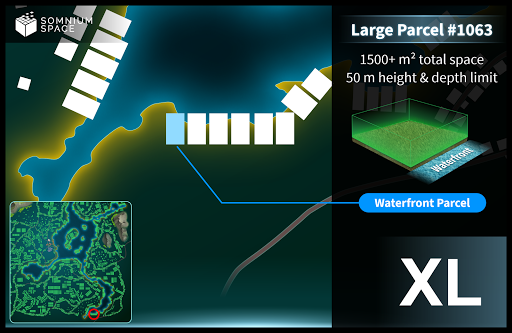 SOMNIUM
SPACE
Large Parcel #1063
1500+ m² total space
50 m height & depth limit
Waterfront
Waterfront Parcel
XL